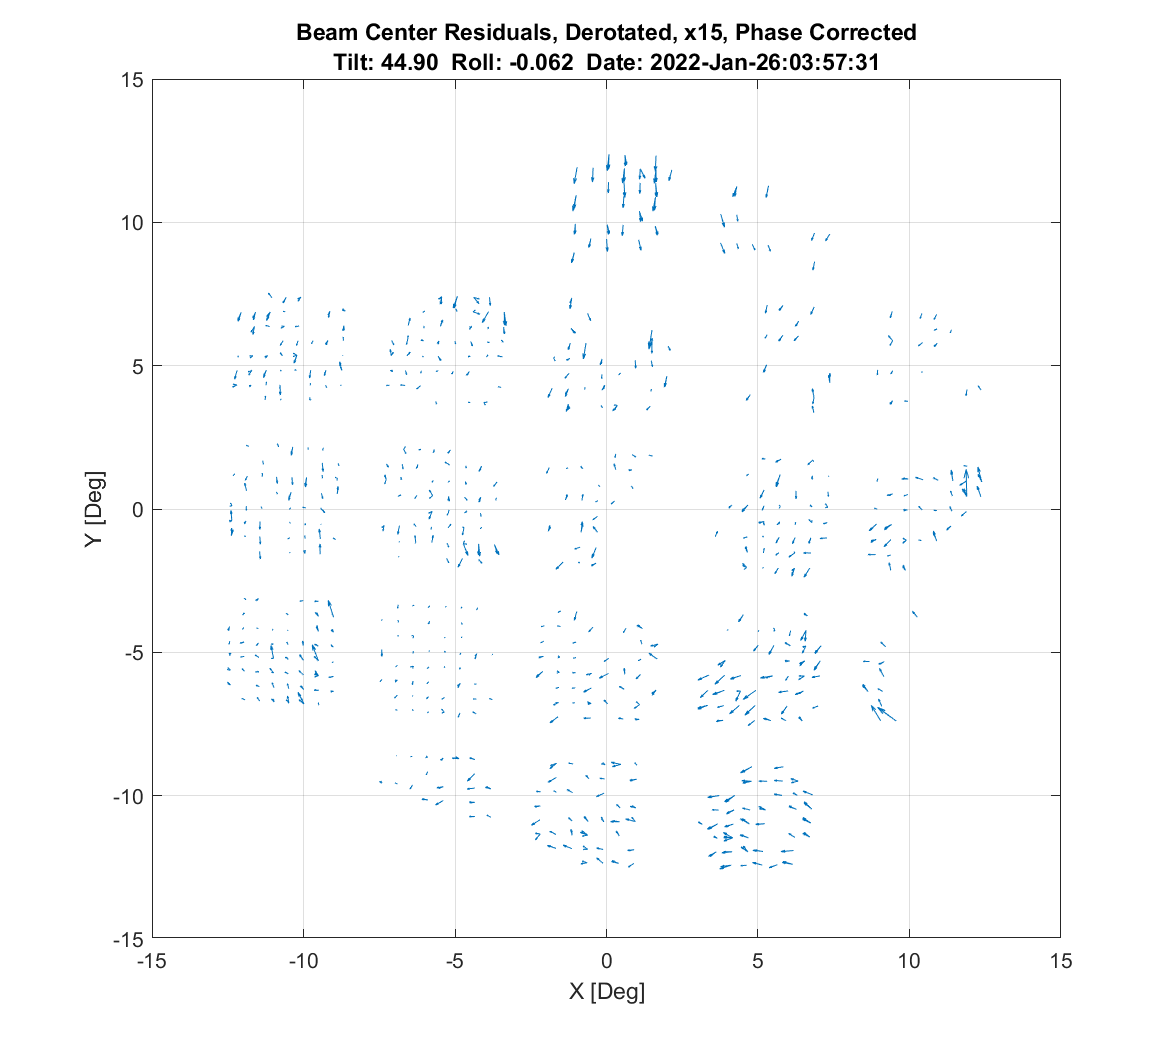 Beam Center Residuals, Derotated, x15, Phase Corrected
Tilt: 44.90  Roll: -0.062  Date: 2022-Jan-26:03:57:31
15
10
5
0
-5
-10
-15
Y [Deg]
-15 -10 -5 0 5 10 15
X [Deg]